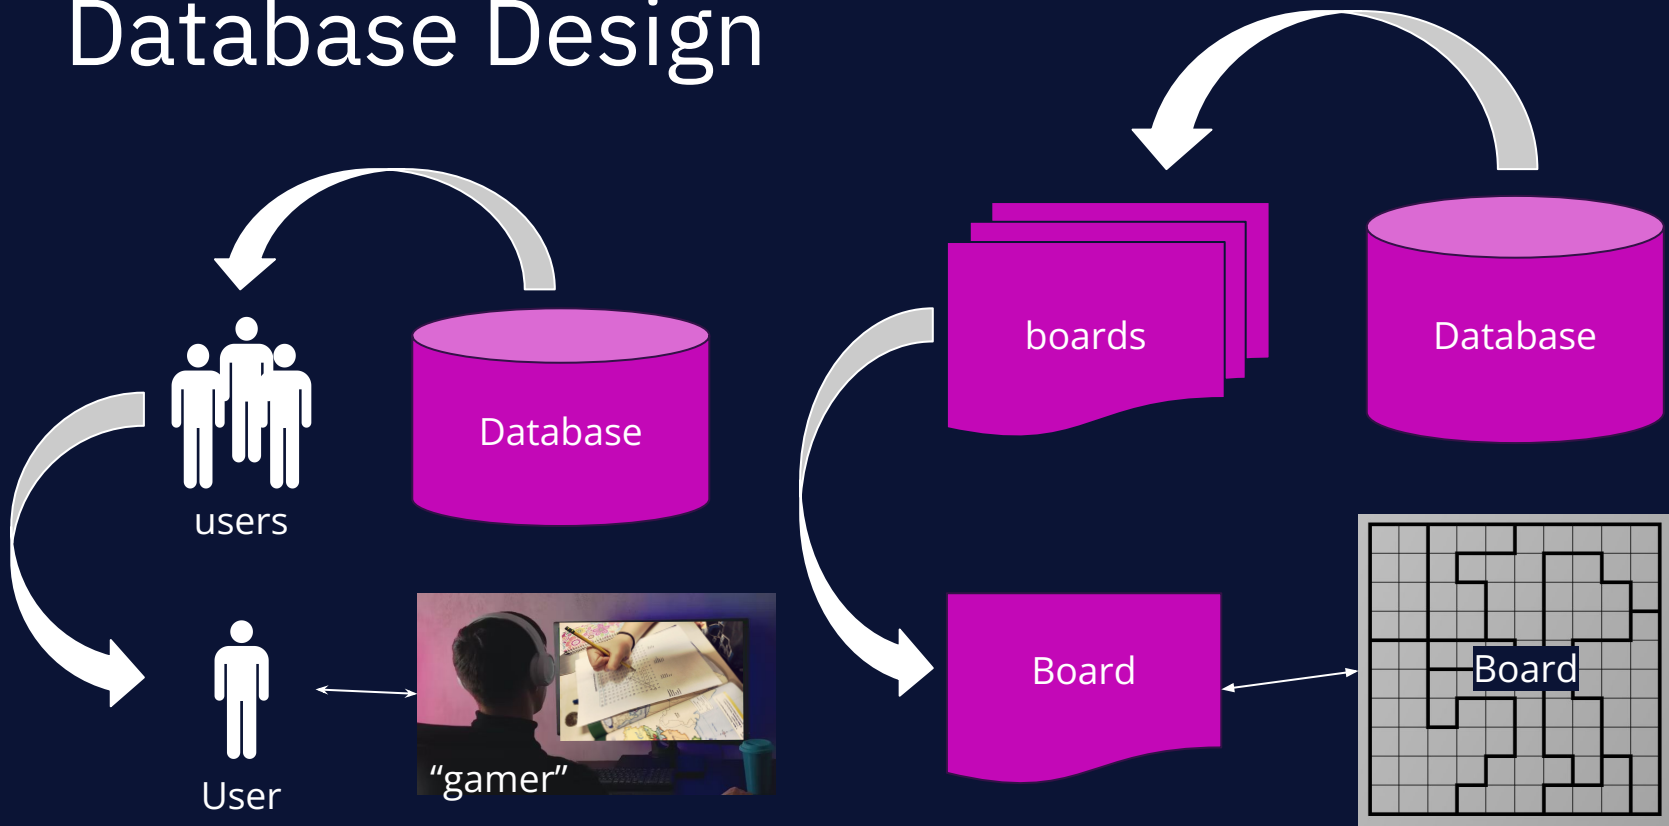 Database Design
Database
users
User
“gamer”
boards
Database
Board
Board